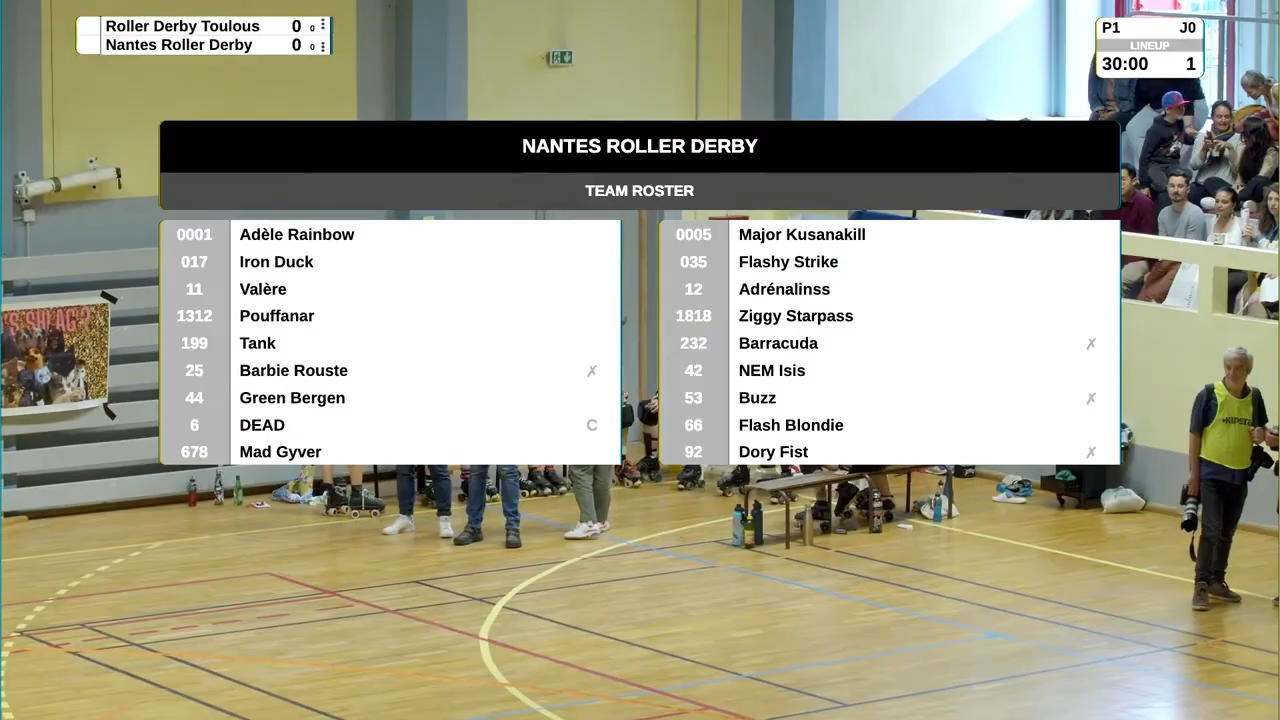 Roller Derby Toulous 0 0
Nantes Roller Derby 0 0
P1 J0
LINEUP
30:00 1
NANTES ROLLER DERBY
TEAM ROSTER
0001 Adèle Rainbow
017 Iron Duck
11 Valère
1312 Pouffanar
199 Tank
25 Barbie Rouste ✗
44 Green Bergen
6 DEAD C
678 Mad Gyver
0005 Major Kusanakill
035 Flashy Strike
12 Adrénalinss
1818 Ziggy Starpass
232 Barracuda ✗
42 NEM Isis
53 Buzz ✗
66 Flash Blondie
92 Dory Fist ✗